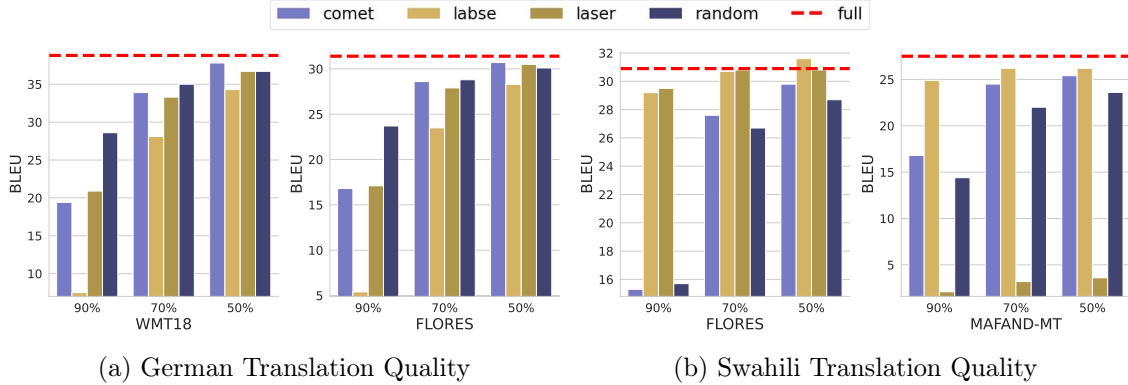 comet labse laser random full
BLEU
35
30
25
20
15
10
90% 70% 50%
WMT18
BLEU
30
25
20
15
10
5
90% 70% 50%
FLORES
BLEU
32
30
28
26
24
22
20
18
16
90% 70% 50%
FLORES
BLEU
25
20
15
10
5
90% 70% 50%
MAFAND-MT
(a) German Translation Quality
(b) Swahili Translation Quality